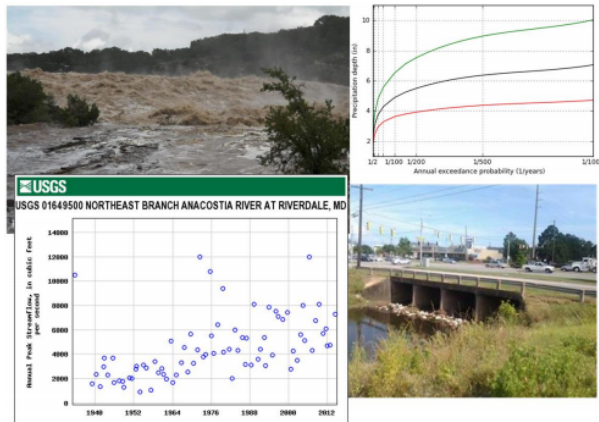 10
8
6
4
2
Precipitation depth (in)
1/2 1/100 1/200 1/500 1/100
Annual exceedance probability (1/years)
USGS
USGS 01649500 NORTHEAST BRANCH ANACOSTIA RIVER AT RIVERDALE, MD
Annual Peak Streamflow, in cubic feet
per second
14000
12000
10000
8000
6000
4000
2000
0
1940 1952 1964 1976 1988 2000 2012